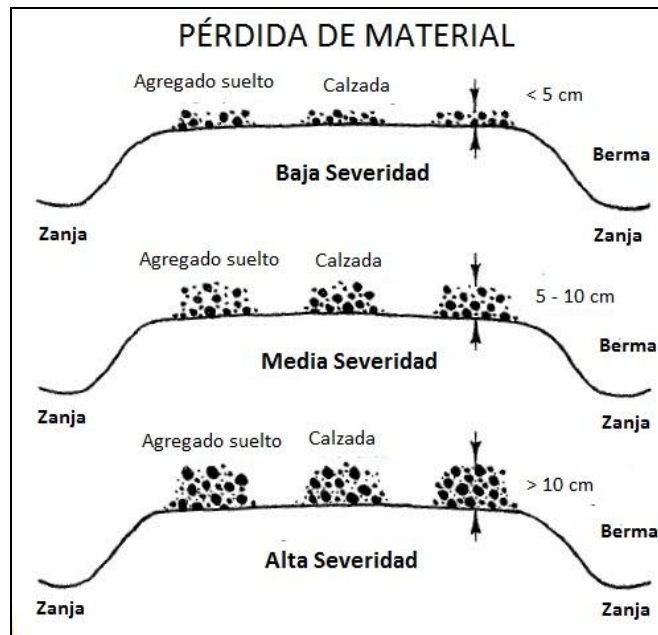 PÉRDIDA DE MATERIAL
Agregado suelto
Calzada
< 5 cm
Berma
Baja Severidad
Zanja
Zanja
Agregado suelto
Calzada
5 - 10 cm
Berma
Media Severidad
Zanja
Zanja
Agregado suelto
Calzada
> 10 cm
Berma
Alta Severidad
Zanja
Zanja